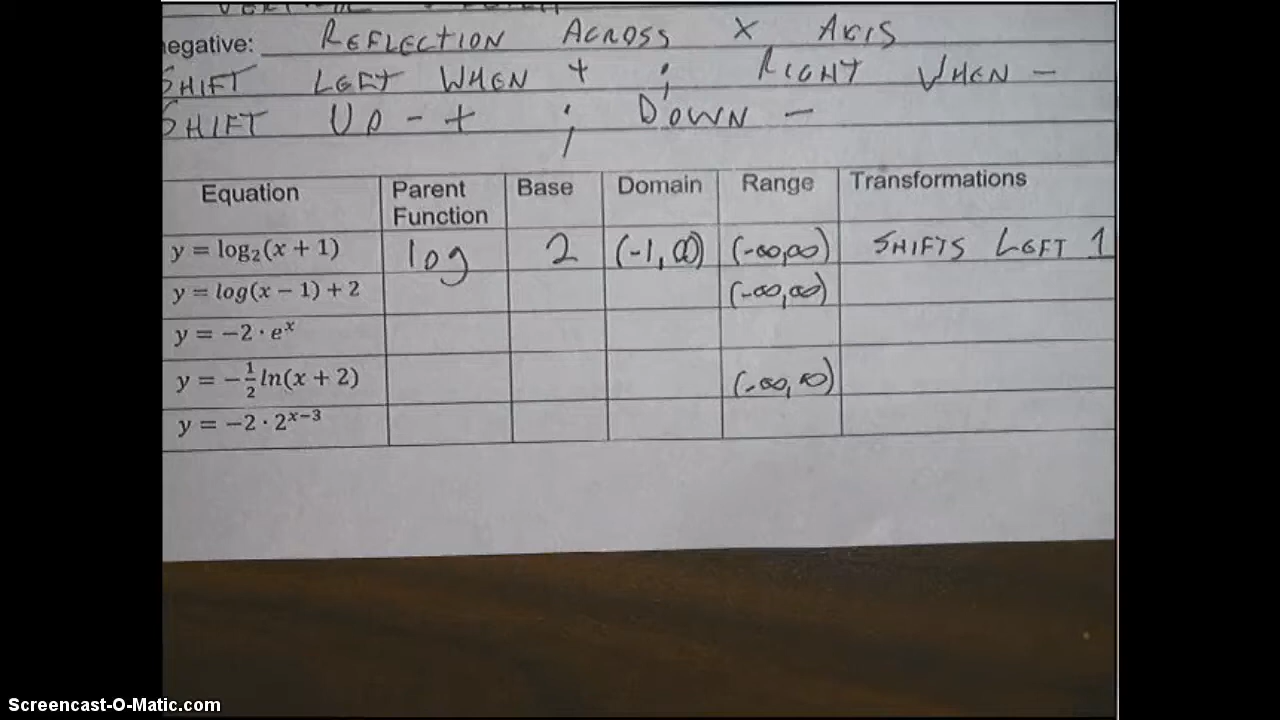 negative: REFLECTION ACROSS X AXIS
SHIFT LEFT WHEN + ; RIGHT WHEN -
SHIFT UP - + ; DOWN -
Equation Parent Function Base Domain Range Transformations
y = log₂(x + 1) log 2 (-1, ∞) (-∞,∞) SHIFTS LEFT 1
y = log(x − 1) + 2 (-∞,∞)
y = −2 · eˣ
y = −½ ln(x + 2) (-∞,∞)
y = −2 · 2ˣ⁻³
Screencast-O-Matic.com